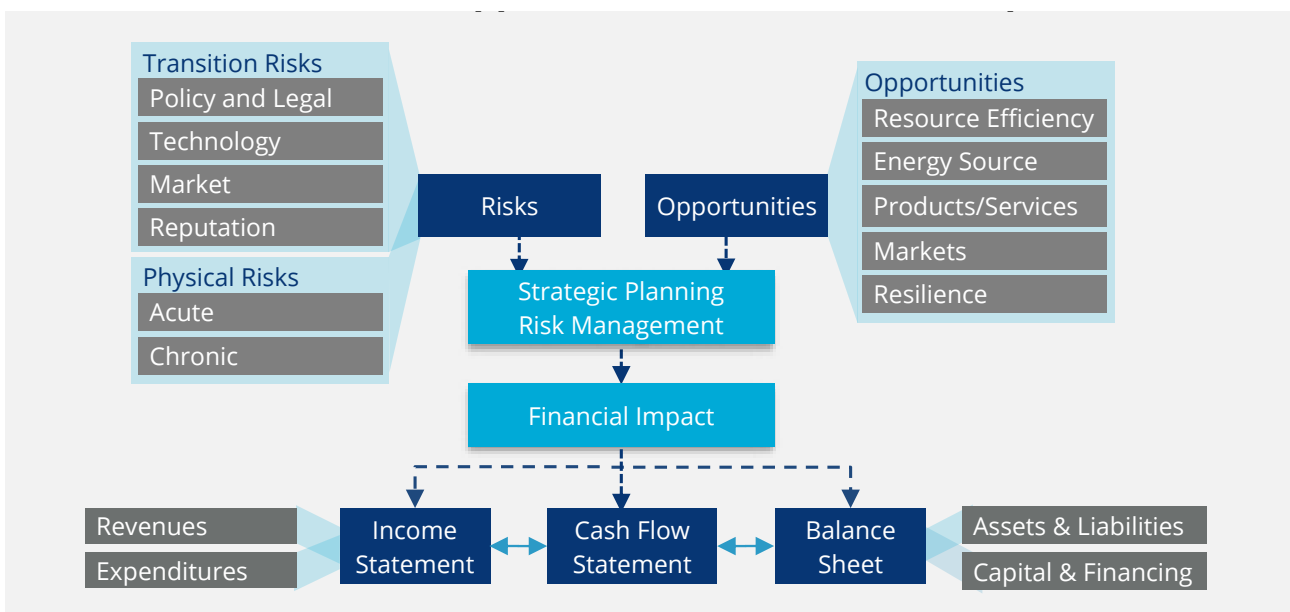 Transition Risks
Policy and Legal
Technology
Market
Reputation
Physical Risks
Acute
Chronic
Risks
Opportunities
Opportunities
Resource Efficiency
Energy Source
Products/Services
Markets
Resilience
Strategic Planning
Risk Management
Financial Impact
Revenues
Expenditures
Income
Statement
Cash Flow
Statement
Balance
Sheet
Assets & Liabilities
Capital & Financing